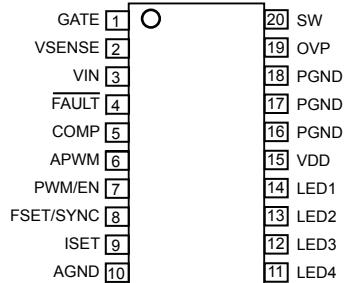 GATE 1 20 SW
VSENSE 2 19 OVP
VIN 3 18 PGND
FAULT 4 17 PGND
COMP 5 16 PGND
APWM 6 15 VDD
PWM/EN 7 14 LED1
FSET/SYNC 8 13 LED2
ISET 9 12 LED3
AGND 10 11 LED4